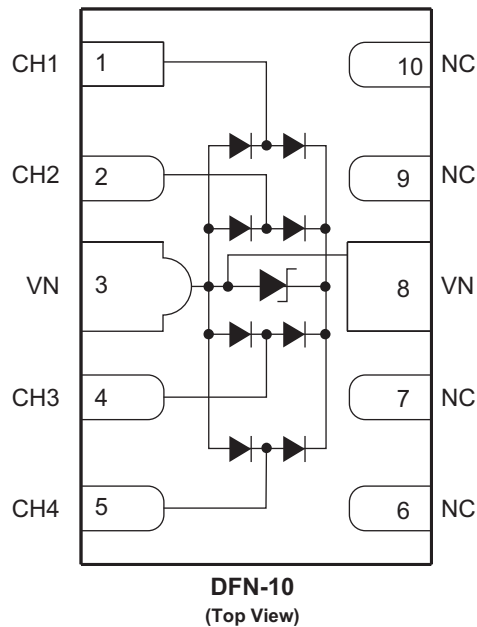 CH1 1 10 NC
CH2 2 9 NC
VN 3 8 VN
CH3 4 7 NC
CH4 5 6 NC
DFN-10
(Top View)